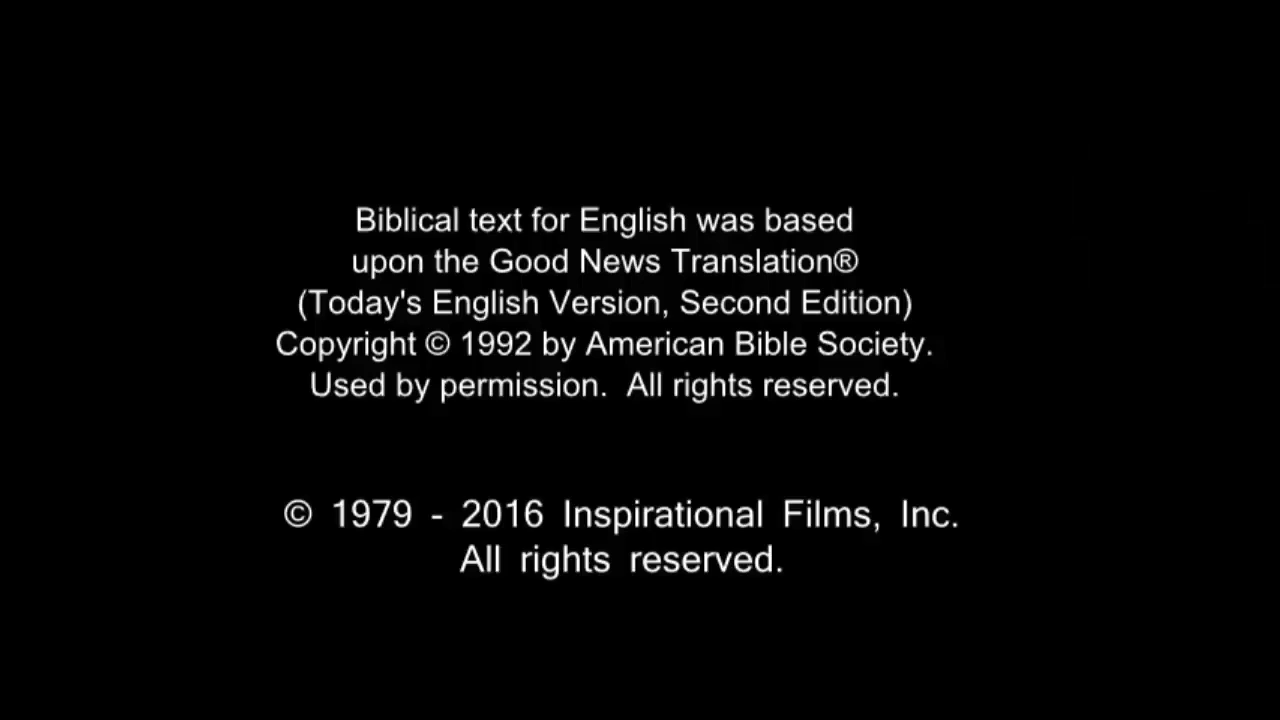 Biblical text for English was based
upon the Good News Translation®
(Today's English Version, Second Edition)
Copyright © 1992 by American Bible Society.
Used by permission.  All rights reserved.
© 1979 - 2016 Inspirational Films, Inc.
All rights reserved.